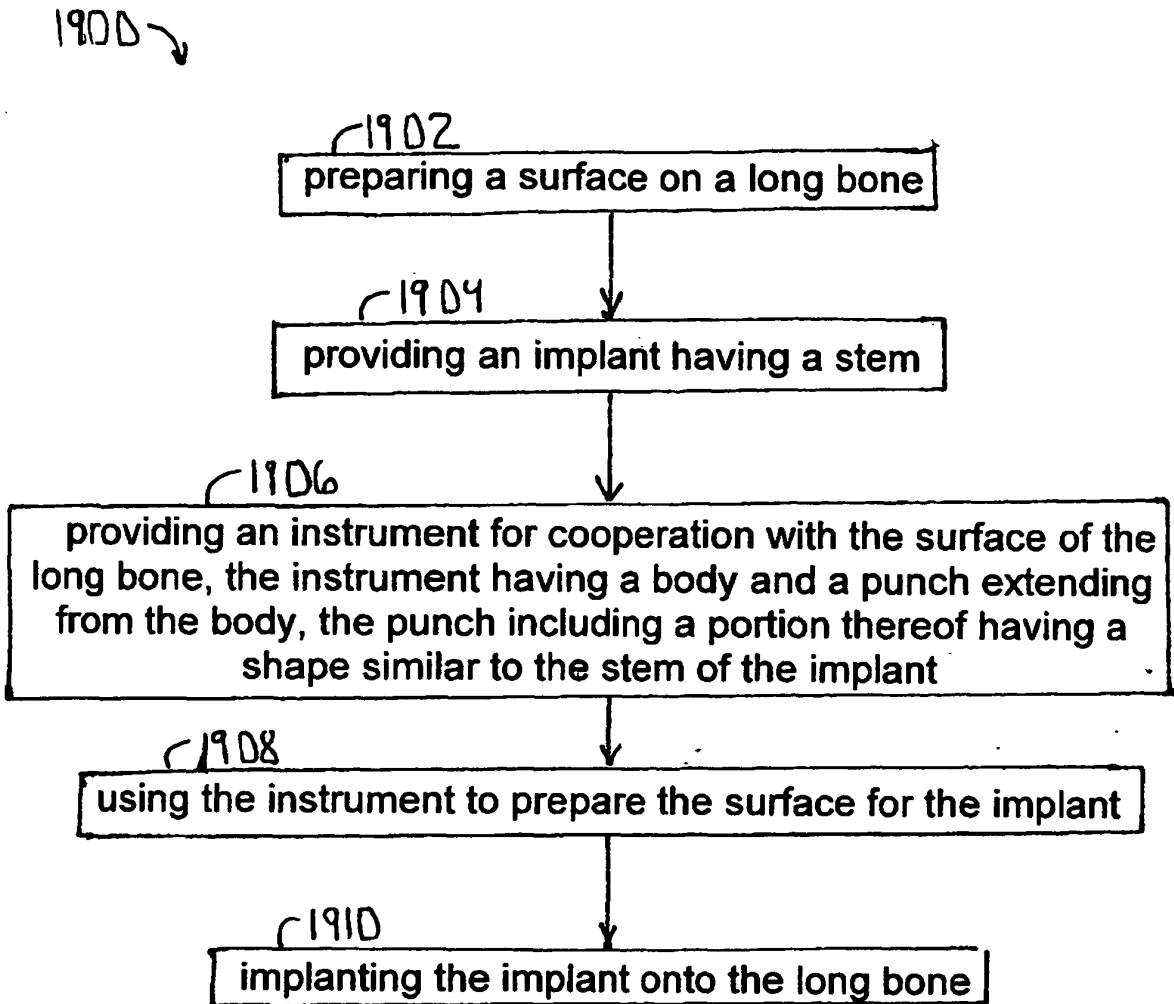 1900
1902
preparing a surface on a long bone
1904
providing an implant having a stem
1906
providing an instrument for cooperation with the surface of the
long bone, the instrument having a body and a punch extending
from the body, the punch including a portion thereof having a
shape similar to the stem of the implant
1908
using the instrument to prepare the surface for the implant
1910
implanting the implant onto the long bone